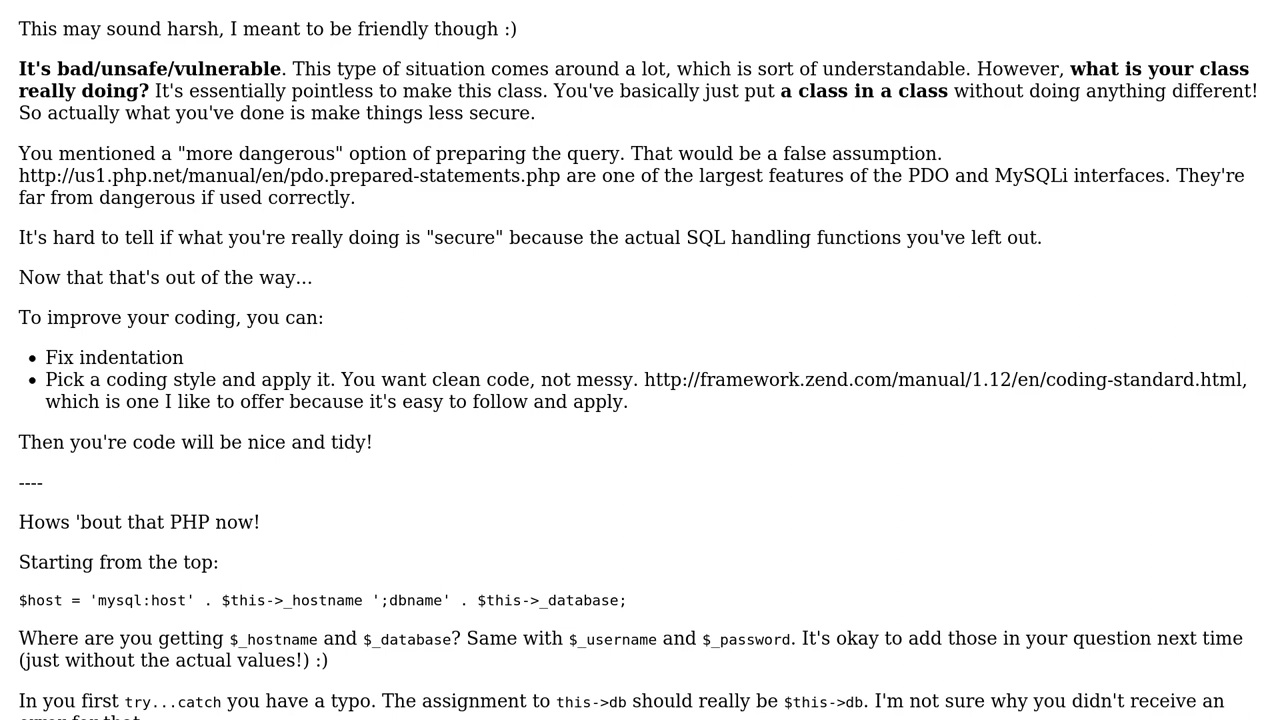 This may sound harsh, I meant to be friendly though :)
It's bad/unsafe/vulnerable. This type of situation comes around a lot, which is sort of understandable. However, what is your class
really doing? It's essentially pointless to make this class. You've basically just put a class in a class without doing anything different!
So actually what you've done is make things less secure.
You mentioned a "more dangerous" option of preparing the query. That would be a false assumption.
http://us1.php.net/manual/en/pdo.prepared-statements.php are one of the largest features of the PDO and MySQLi interfaces. They're
far from dangerous if used correctly.
It's hard to tell if what you're really doing is "secure" because the actual SQL handling functions you've left out.
Now that that's out of the way...
To improve your coding, you can:
• Fix indentation
• Pick a coding style and apply it. You want clean code, not messy. http://framework.zend.com/manual/1.12/en/coding-standard.html,
which is one I like to offer because it's easy to follow and apply.
Then you're code will be nice and tidy!
----
Hows 'bout that PHP now!
Starting from the top:
$host = 'mysql:host' . $this->_hostname ';dbname' . $this->_database;
Where are you getting $_hostname and $_database? Same with $_username and $_password. It's okay to add those in your question next time
(just without the actual values!) :)
In you first try...catch you have a typo. The assignment to this->db should really be $this->db. I'm not sure why you didn't receive an
error for that.